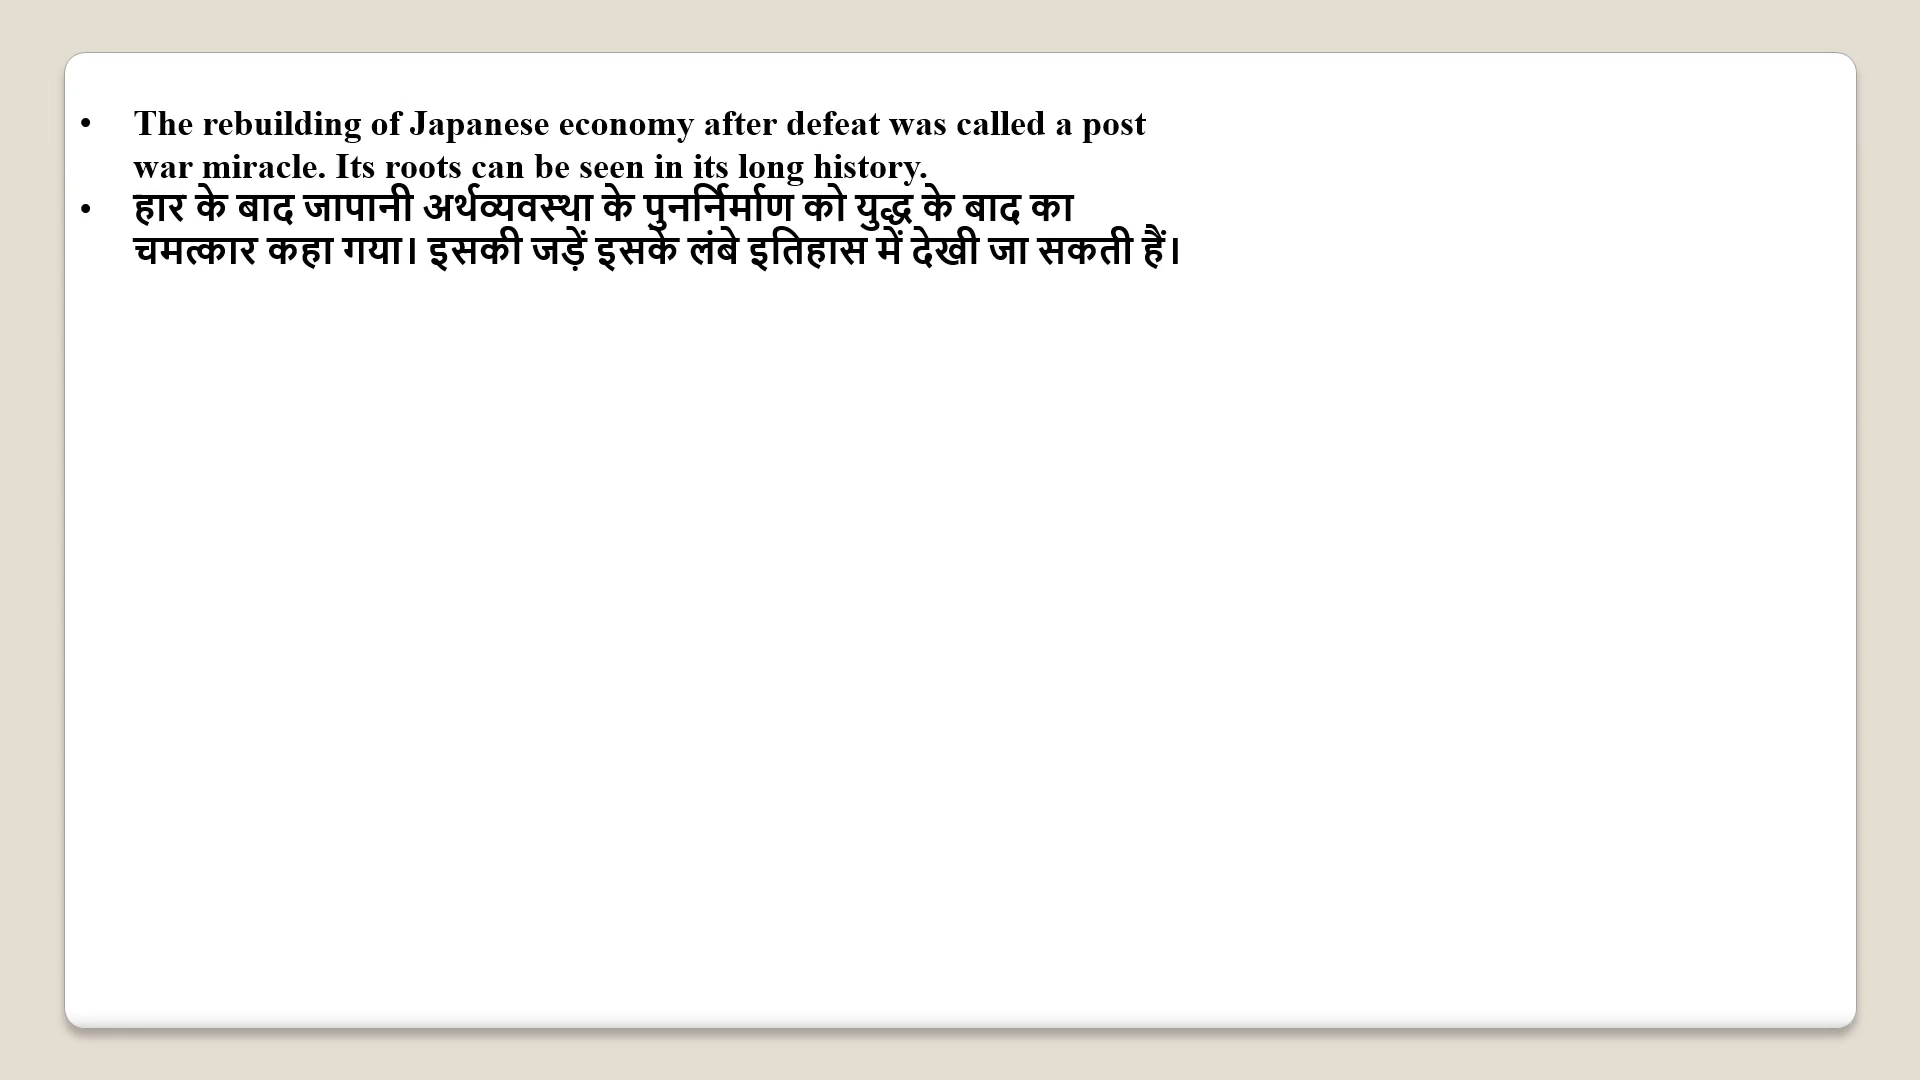 • The rebuilding of Japanese economy after defeat was called a post
war miracle. Its roots can be seen in its long history.
• हार के बाद जापानी अर्थव्यवस्था के पुनर्निर्माण को युद्ध के बाद का
चमत्कार कहा गया। इसकी जड़ें इसके लंबे इतिहास में देखी जा सकती हैं।